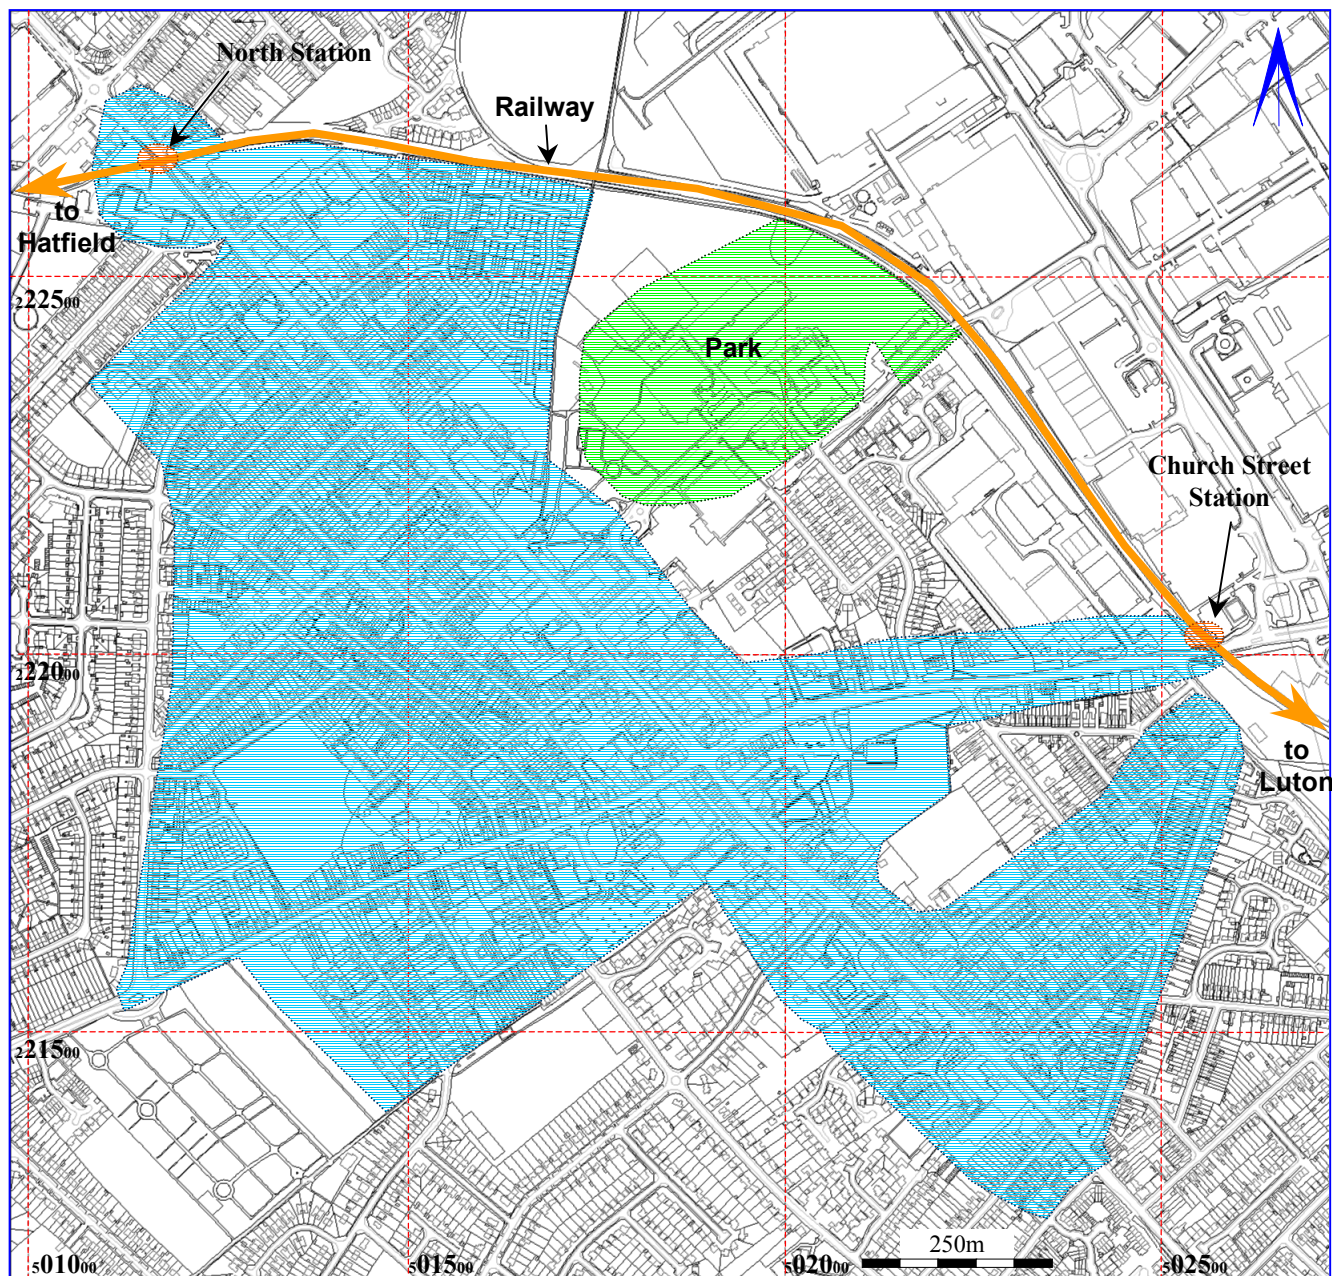 North Station
Railway
to
Hatfield
222500
Park
Church Street
Station
222000
to
Luton
221500
250m
501000
501500
502000
502500